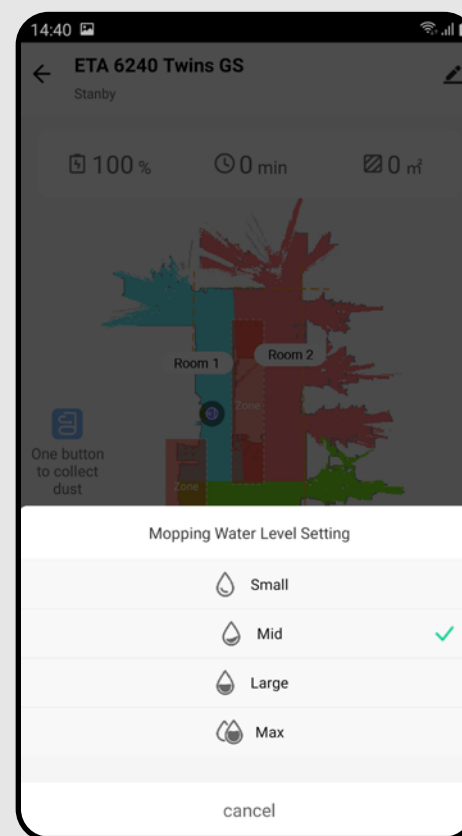 14:40
ETA 6240 Twins GS
Stanby
100 %
0 min
0 ㎡
Room 1
Room 2
Zone
One button
to collect
dust
Zone
Mopping Water Level Setting
Small
Mid
Large
Max
cancel